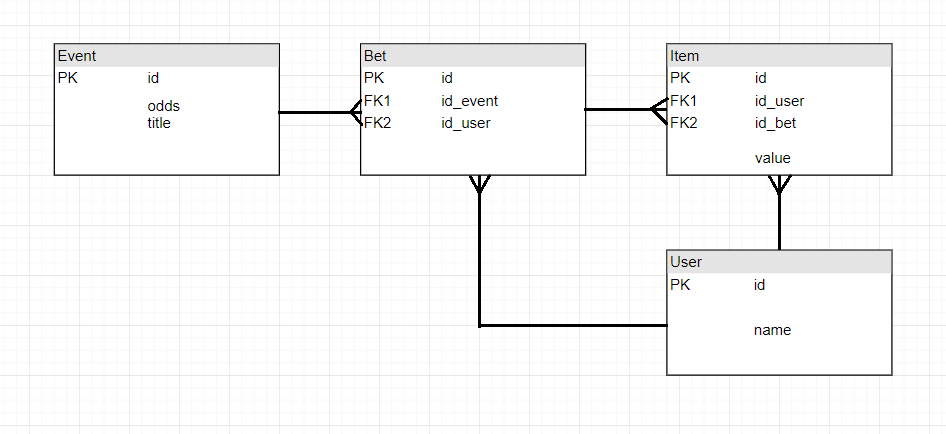 Event
PK id
odds
title
Bet
PK id
FK1 id_event
FK2 id_user
Item
PK id
FK1 id_user
FK2 id_bet
value
User
PK id
name